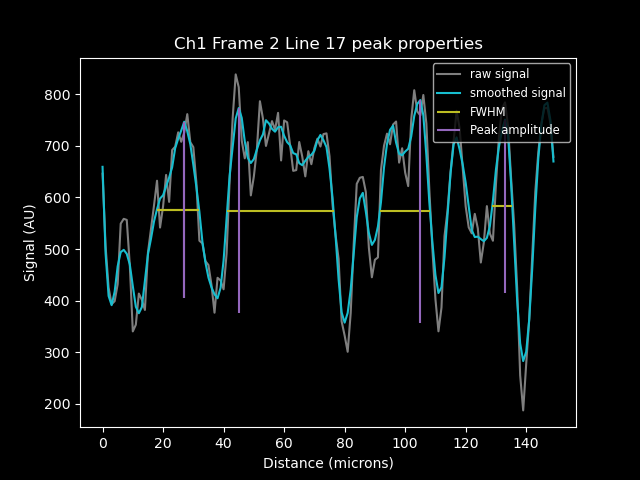 Ch1 Frame 2 Line 17 peak properties
raw signal
smoothed signal
FWHM
Peak amplitude
Signal (AU)
800
700
600
500
400
300
200
0 20 40 60 80 100 120 140
Distance (microns)